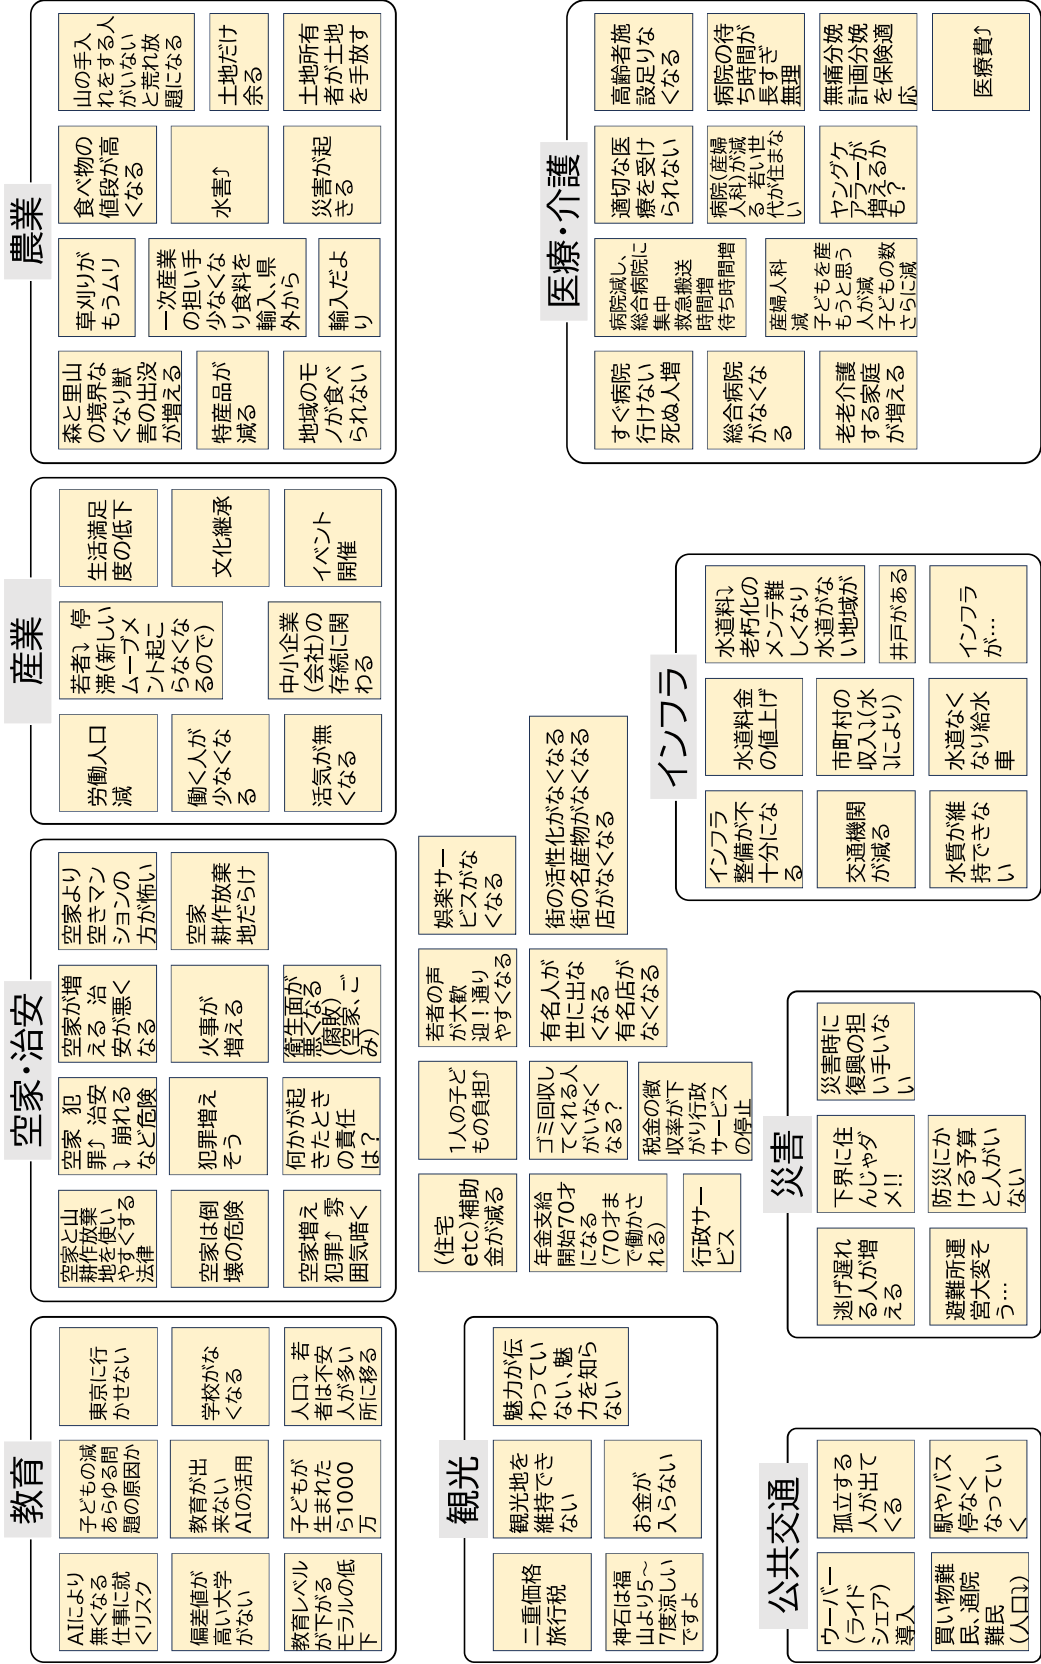 教育
AIにより
無くなる
仕事に就
くリスク
子どもの減
あらゆる問
題の原因か
東京に行
かせない
偏差値が
高い大学
がない
教育が出
来ない
AIの活用
学校がな
くなる
教育レベル
が下がる
モラルの低
下
子どもが
生まれた
ら1000
万
人口⤵ 若
者は不安
人が多い
所に移る
空家・治安
空家と山
耕作放棄
地を使い
やすくする
法律
空家 犯
罪⤴ 治安
⤵ 崩れる
など危険
空家が増
える 治
安が悪く
なる
空家より
空きマン
ションの
方が怖い
空家は倒
壊の危険
犯罪増え
そう
火事が
増える
空家
耕作放棄
地だらけ
空家増え
犯罪⤴ 雰
囲気暗く
何かが起
きたとき
の責任
は?
衛生面が
悪くなる
(腐敗)
(空家、ご
み)
産業
労働人口
減
若者⤵ 停
滞(新しい
ムーブメ
ント起こ
らなくな
るので)
生活満足
度の低下
働く人が
少なくな
る
文化継承
活気が無
くなる
中小企業
(会社)の
存続に関
わる
イベント
開催
農業
森と里山
の境界な
くなり獣
害の出没
が増える
草刈りが
もうムリ
食べ物の
値段が高
くなる
山の手入
れをする人
がいない
と荒れ放
題になる
特産品が
減る
一次産業
の担い手
少なくな
り食料を
輸入、県
外から
水害⤴
土地だけ
余る
地域のモ
ノが食べ
られない
輸入だよ
り
災害が起
きる
土地所有
者が土地
を手放す
観光
二重価格
旅行税
観光地を
維持でき
ない
魅力が伝
わってい
ない、魅
力を知ら
ない
神石は福
山より5～
7度涼しい
ですよ
お金が
入らない
(住宅
etc.)補助
金が減る
1人の子ど
もの負担⤴
若者の声
が大歓
迎!通り
やすくなる
娯楽サー
ビスがな
くなる
年金支給
開始70才
になる
(70才ま
で働かさ
れる)
ゴミ回収し
てくれる人
がいなく
なる?
有名人が
世に出な
くなる
有名店が
なくなる
街の活性化がなくなる
街の名産物がなくなる
店がなくなる
行政サー
ビス
税金の徴
収率が下
がり行政
サービス
の停止
公共交通
ウーバー
(ライド
シェア)
導入
孤立する
人が出て
くる
買い物難
民、通院
難民
(人口⤵)
駅やバス
停なく
なってい
く
災害
逃げ遅れ
る人が増
える
下界に住
んじゃダ
メ!!
災害時に
復興の担
い手いな
い
避難所運
営大変そ
う…
防災にか
ける予算
と人がい
ない
インフラ
インフラ
整備が不
十分にな
る
水道料金
の値上げ
水道料⤵
老朽化の
メンテ難
しくなり
水道がな
い地域が
交通機関
が減る
市町村の
収入⤵(水
⤵により)
井戸がある
水質が維
持できな
い
水道なく
なり給水
車
インフラ
が…
医療・介護
すぐ病院
行けない
死ぬ人増
病院減し、
総合病院に
集中
救急搬送
時間増
待ち時間増
適切な医
療を受け
られない
高齢者施
設足りな
くなる
総合病院
がなくな
る
病院(産婦
人科)が減
る 若い世
代が住まな
い
病院の待
ち時間が
長すぎ
無理
老老介護
する家庭
が増える
産婦人科
減
子どもを産
もうと思う
人が減
子どもの数
さらに減
ヤングケ
アラーが
増えるか
も?
無痛分娩
計画分娩
を保険適
応
医療費⤴